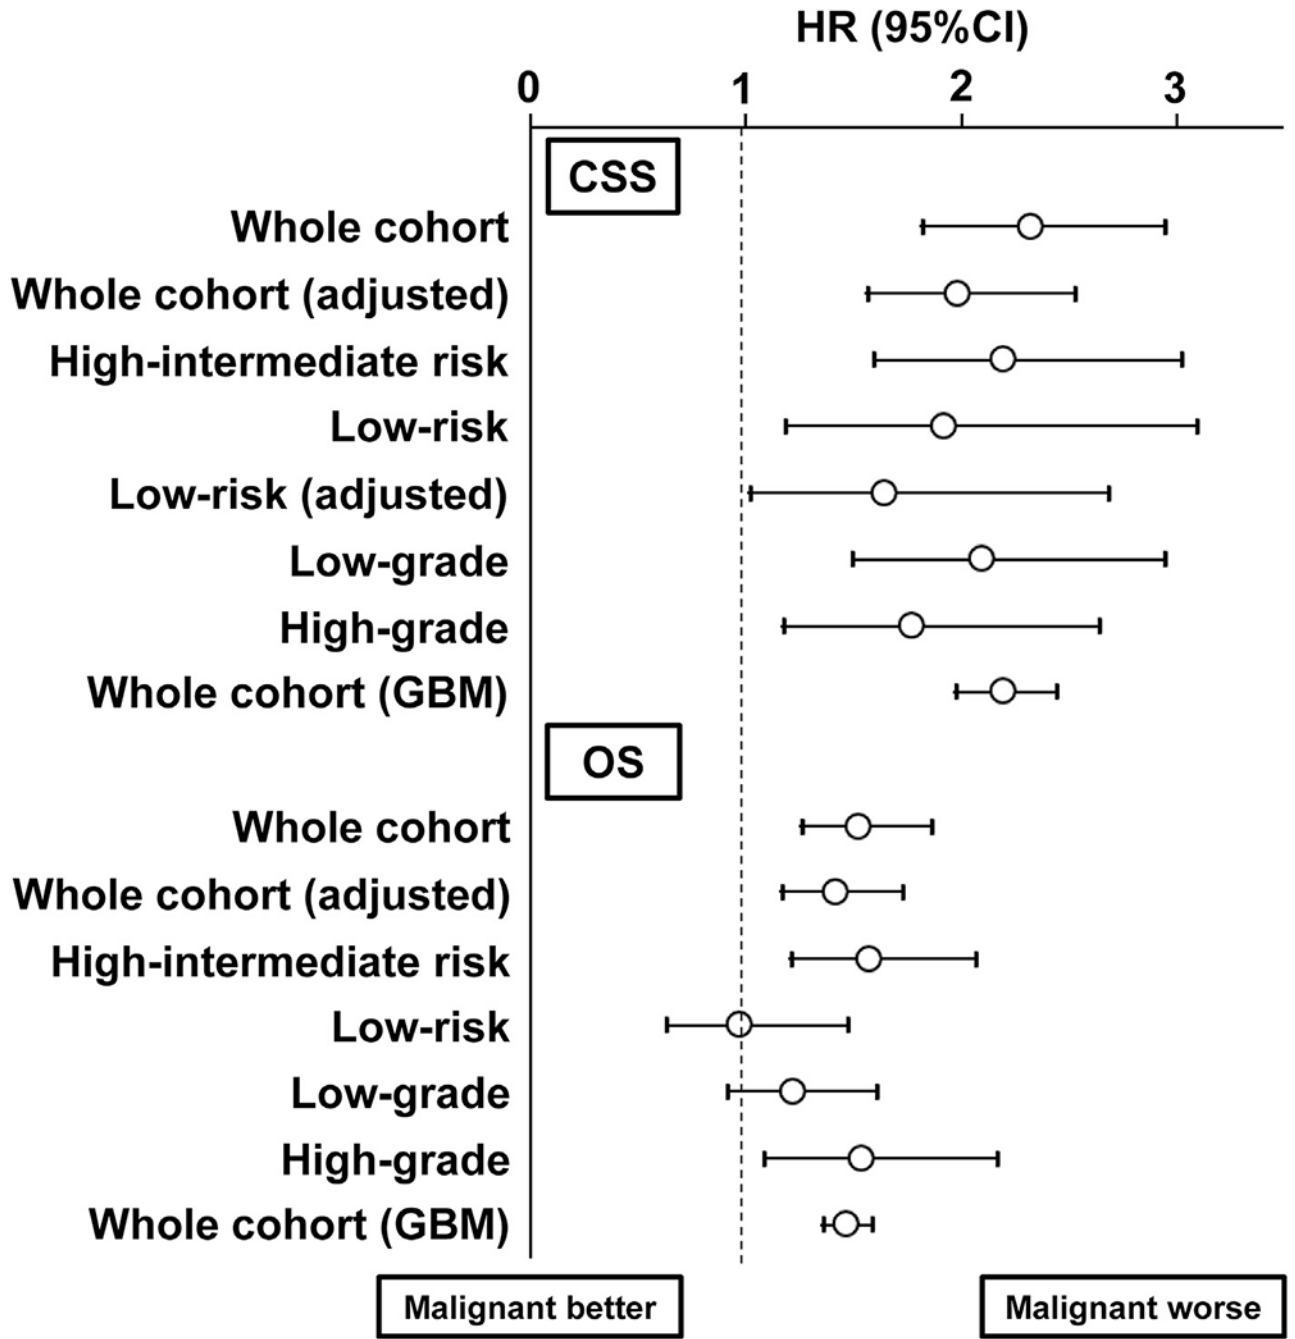 HR (95%CI)
0 1 2 3
CSS
Whole cohort
Whole cohort (adjusted)
High-intermediate risk
Low-risk
Low-risk (adjusted)
Low-grade
High-grade
Whole cohort (GBM)
OS
Whole cohort
Whole cohort (adjusted)
High-intermediate risk
Low-risk
Low-grade
High-grade
Whole cohort (GBM)
Malignant better Malignant worse